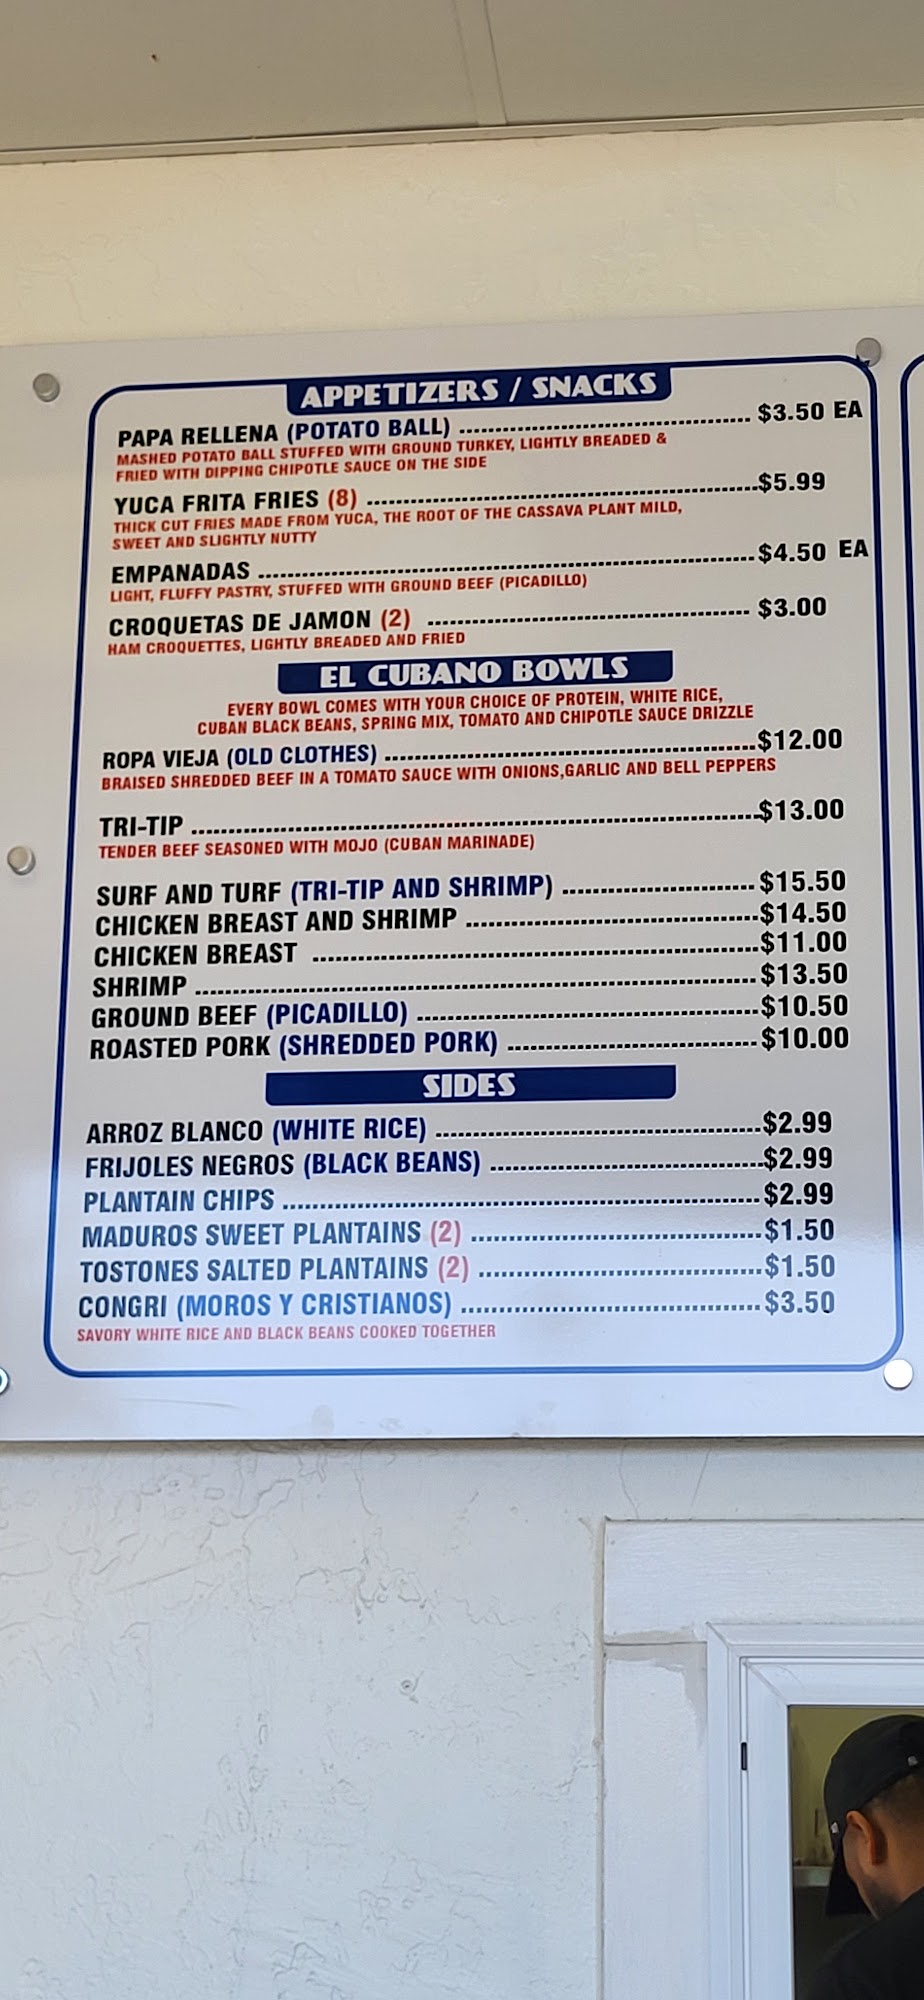 APPETIZERS / SNACKS
PAPA RELLENA (POTATO BALL) ........ $3.50 EA
MASHED POTATO BALL STUFFED WITH GROUND TURKEY, LIGHTLY BREADED &
FRIED WITH DIPPING CHIPOTLE SAUCE ON THE SIDE
YUCA FRITA FRIES (8) ........ $5.99
THICK CUT FRIES MADE FROM YUCA, THE ROOT OF THE CASSAVA PLANT MILD,
SWEET AND SLIGHTLY NUTTY
EMPANADAS ........ $4.50 EA
LIGHT, FLUFFY PASTRY, STUFFED WITH GROUND BEEF (PICADILLO)
CROQUETAS DE JAMON (2) ........ $3.00
HAM CROQUETTES, LIGHTLY BREADED AND FRIED
EL CUBANO BOWLS
EVERY BOWL COMES WITH YOUR CHOICE OF PROTEIN, WHITE RICE,
CUBAN BLACK BEANS, SPRING MIX, TOMATO AND CHIPOTLE SAUCE DRIZZLE
ROPA VIEJA (OLD CLOTHES) ........ $12.00
BRAISED SHREDDED BEEF IN A TOMATO SAUCE WITH ONIONS,GARLIC AND BELL PEPPERS
TRI-TIP ........ $13.00
TENDER BEEF SEASONED WITH MOJO (CUBAN MARINADE)
SURF AND TURF (TRI-TIP AND SHRIMP) ........ $15.50
CHICKEN BREAST AND SHRIMP ........ $14.50
CHICKEN BREAST ........ $11.00
SHRIMP ........ $13.50
GROUND BEEF (PICADILLO) ........ $10.50
ROASTED PORK (SHREDDED PORK) ........ $10.00
SIDES
ARROZ BLANCO (WHITE RICE) ........ $2.99
FRIJOLES NEGROS (BLACK BEANS) ........ $2.99
PLANTAIN CHIPS ........ $2.99
MADUROS SWEET PLANTAINS (2) ........ $1.50
TOSTONES SALTED PLANTAINS (2) ........ $1.50
CONGRI (MOROS Y CRISTIANOS) ........ $3.50
SAVORY WHITE RICE AND BLACK BEANS COOKED TOGETHER